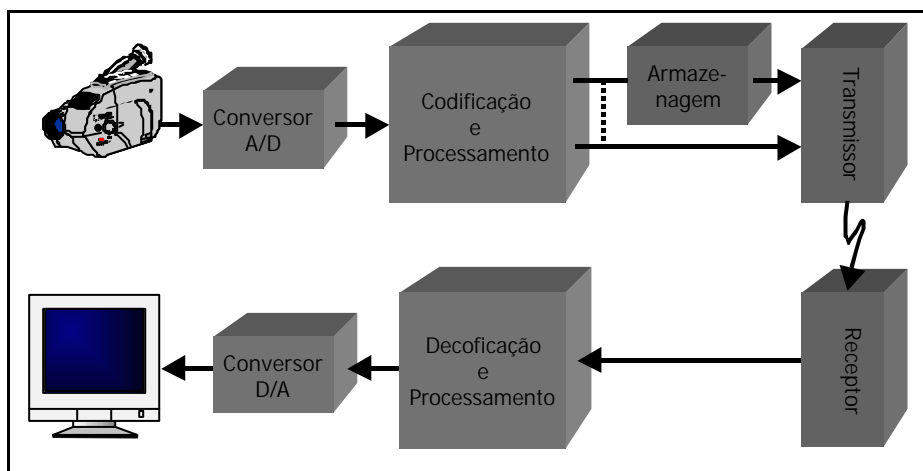 Conversor
A/D
Codificação
e
Processamento
Armaze-
nagem
Transmissor
Receptor
Decoficação
e
Processamento
Conversor
D/A